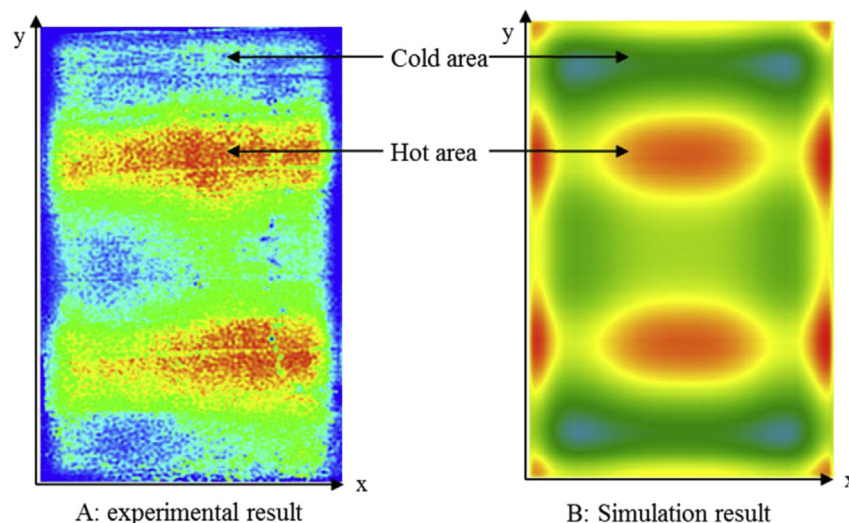 y
y
Cold area
Hot area
x
x
A: experimental result
B: Simulation result